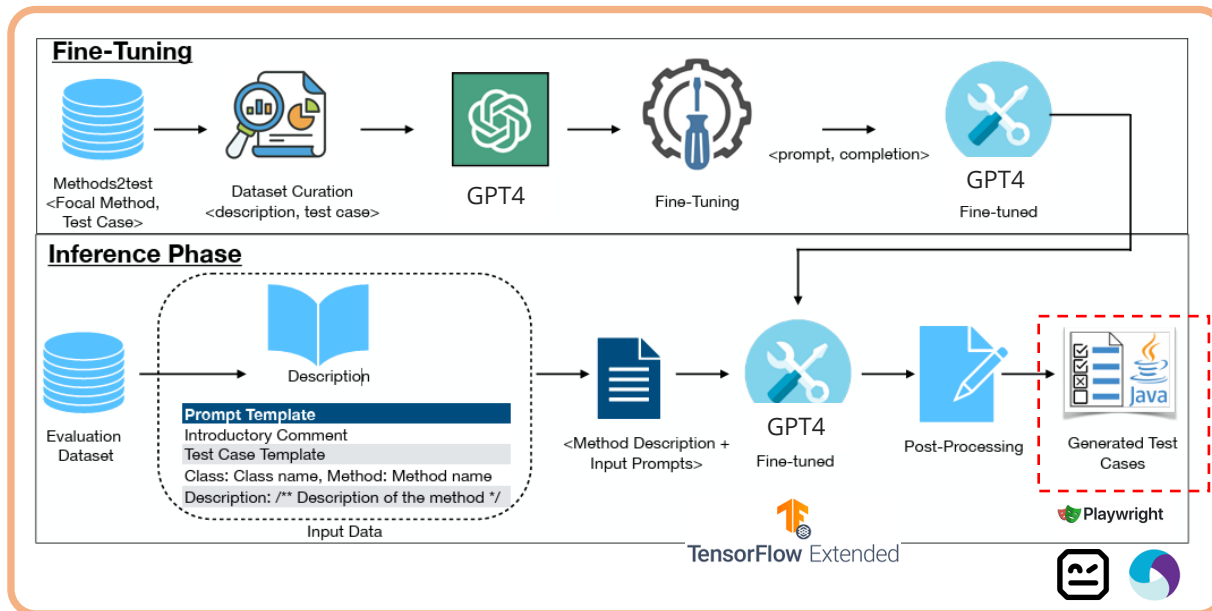 Fine-Tuning
Methods2test
<Focal Method,
Test Case>
Dataset Curation
<description, test case>
GPT4
Fine-Tuning
<prompt, completion>
GPT4
Fine-tuned
Inference Phase
Evaluation
Dataset
Description
Prompt Template
Introductory Comment
Test Case Template
Class: Class name, Method: Method name
Description: /** Description of the method */
Input Data
<Method Description +
Input Prompts>
GPT4
Fine-tuned
TensorFlow Extended
Post-Processing
Java
Generated Test
Cases
Playwright